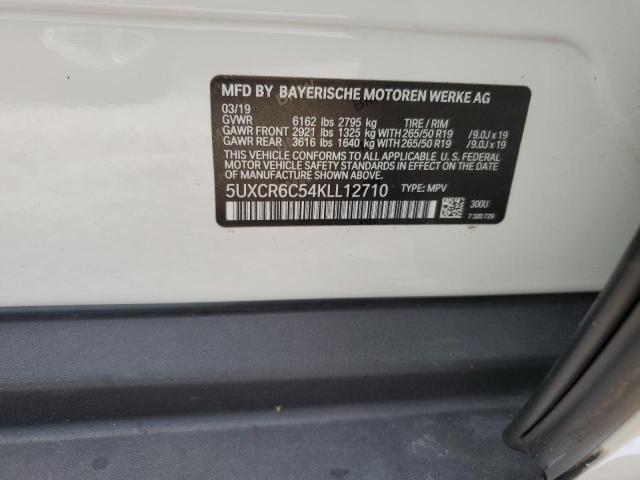 MFD BY BAYERISCHE MOTOREN WERKE AG
03/19
GVWR 6162 lbs 2795 kg TIRE / RIM
GAWR FRONT 2921 lbs 1325 kg WITH 265/50 R19 /9.0J x 19
GAWR REAR 3616 lbs 1640 kg WITH 265/50 R19 /9.0J x 19
THIS VEHICLE CONFORMS TO ALL APPLICABLE U.S. FEDERAL
MOTOR VEHICLE SAFETY STANDARDS IN EFFECT ON THE
DATE OF MANUFACTURE SHOWN ABOVE.
5UXCR6C54KLL12710 TYPE: MPV
300U
7 320 729